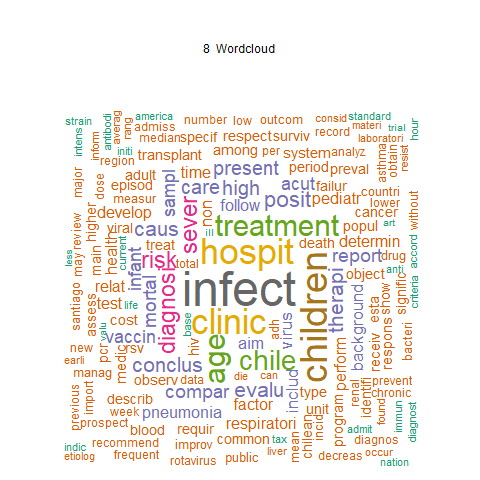 8 Wordcloud
strain
america
number low outcom
consid
standard
intens
inform
antibodi
averag
rang
admiss
record
materi
trial
hour
median specif respect surviv
laboratori
obtain
resist
initi
region
transplant
among
per
system
analyz
asthma
major
dose
episod
adult
time
present
period
preval
measur
sampl
care
high
acut
failur
countri
may review
higher
develop
non
follow
posit
pediatr
lower
cancer
without
main
health
viral
caus
sever
ill
treatment
popul
art
current
treat
hospit
death
determin
less
relat
infant
risk
total
report
drug
accord
santiago
assess
test
life
mortal
diagnosi
infect
children
therapi
object
anti
signific
criteria
cost
base
background
esta
show
valu
vaccin
clinic
virus
respons
bacteri
new
pcr
rsv
hiv
adh
aim
perform
receiv
earli
medic
conclus
age
chile
manag
observ
data
die
can
includ
type
identifi
renal
prevent
previous
import
compar
evalu
chronic
describ
factor
unit
program
found
immun
diagnost
week
pneumonia
prospect
blood
requir
respiratori
mean
chilean
incid
admit
diagnos
indic
recommend
improv
common
tax
etiolog
frequent
rotavirus
public
liver
decreas
occur
nation